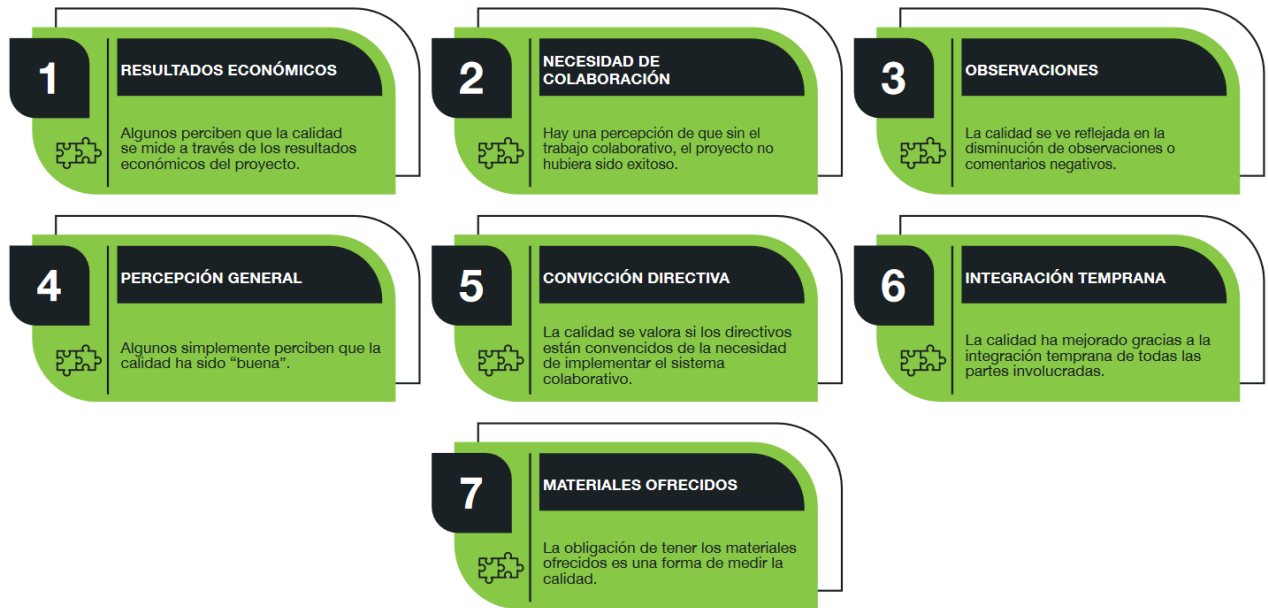 1
RESULTADOS ECONÓMICOS
Algunos perciben que la calidad
se mide a través de los resultados
económicos del proyecto.
2
NECESIDAD DE
COLABORACIÓN
Hay una percepción de que sin el
trabajo colaborativo, el proyecto no
hubiera sido exitoso.
3
OBSERVACIONES
La calidad se ve reflejada en la
disminución de observaciones o
comentarios negativos.
4
PERCEPCIÓN GENERAL
Algunos simplemente perciben que la
calidad ha sido “buena”.
5
CONVICCIÓN DIRECTIVA
La calidad se valora si los directivos
están convencidos de la necesidad
de implementar el sistema
colaborativo.
6
INTEGRACIÓN TEMPRANA
La calidad ha mejorado gracias a la
integración temprana de todas las
partes involucradas.
7
MATERIALES OFRECIDOS
La obligación de tener los materiales
ofrecidos es una forma de medir la
calidad.